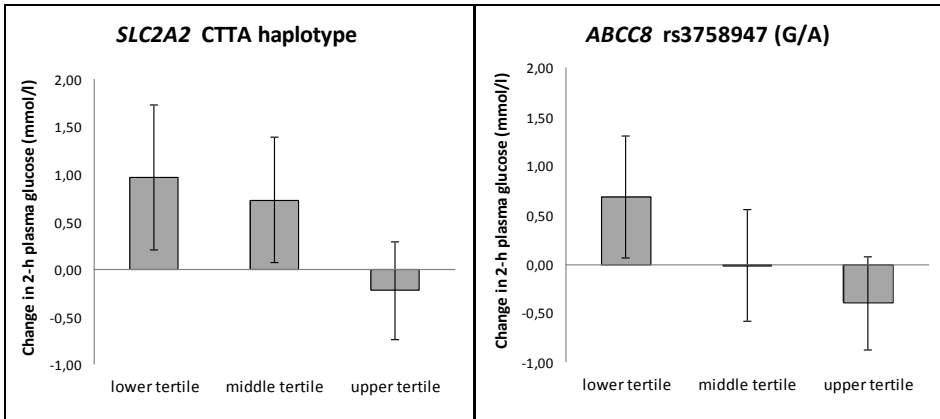 SLC2A2 CTTA haplotype
Change in 2-h plasma glucose (mmol/l)
2,00
1,50
1,00
0,50
0,00
-0,50
-1,00
lower tertile
middle tertile
upper tertile
ABCC8 rs3758947 (G/A)
Change in 2-h plasma glucose (mmol/l)
2,00
1,50
1,00
0,50
0,00
-0,50
-1,00
lower tertile
middle tertile
upper tertile